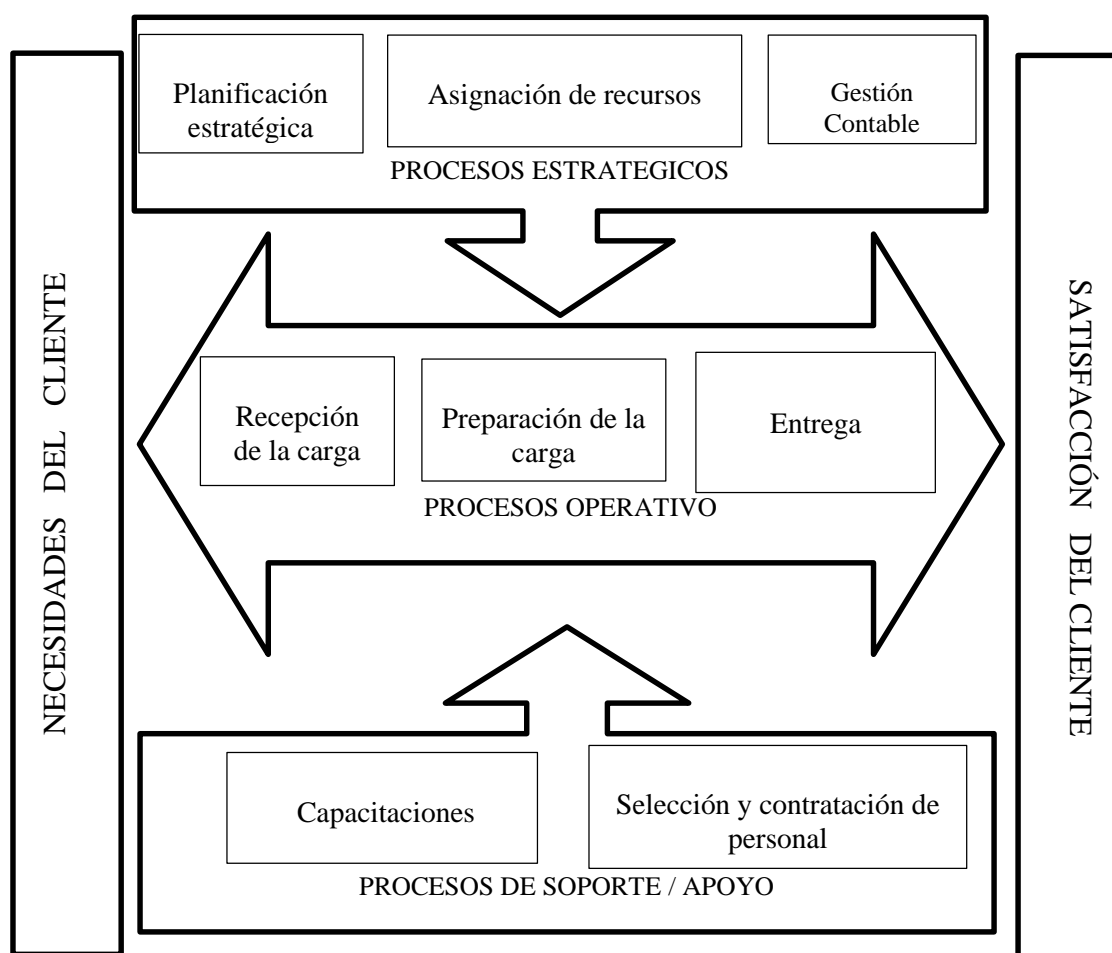 Planificación
estratégica
Asignación de recursos
Gestión
Contable
PROCESOS ESTRATEGICOS
NECESIDADES DEL CLIENTE
Recepción
de la carga
Preparación de la
carga
Entrega
PROCESOS OPERATIVO
SATISFACCIÓN DEL CLIENTE
Capacitaciones
Selección y contratación de
personal
PROCESOS DE SOPORTE / APOYO